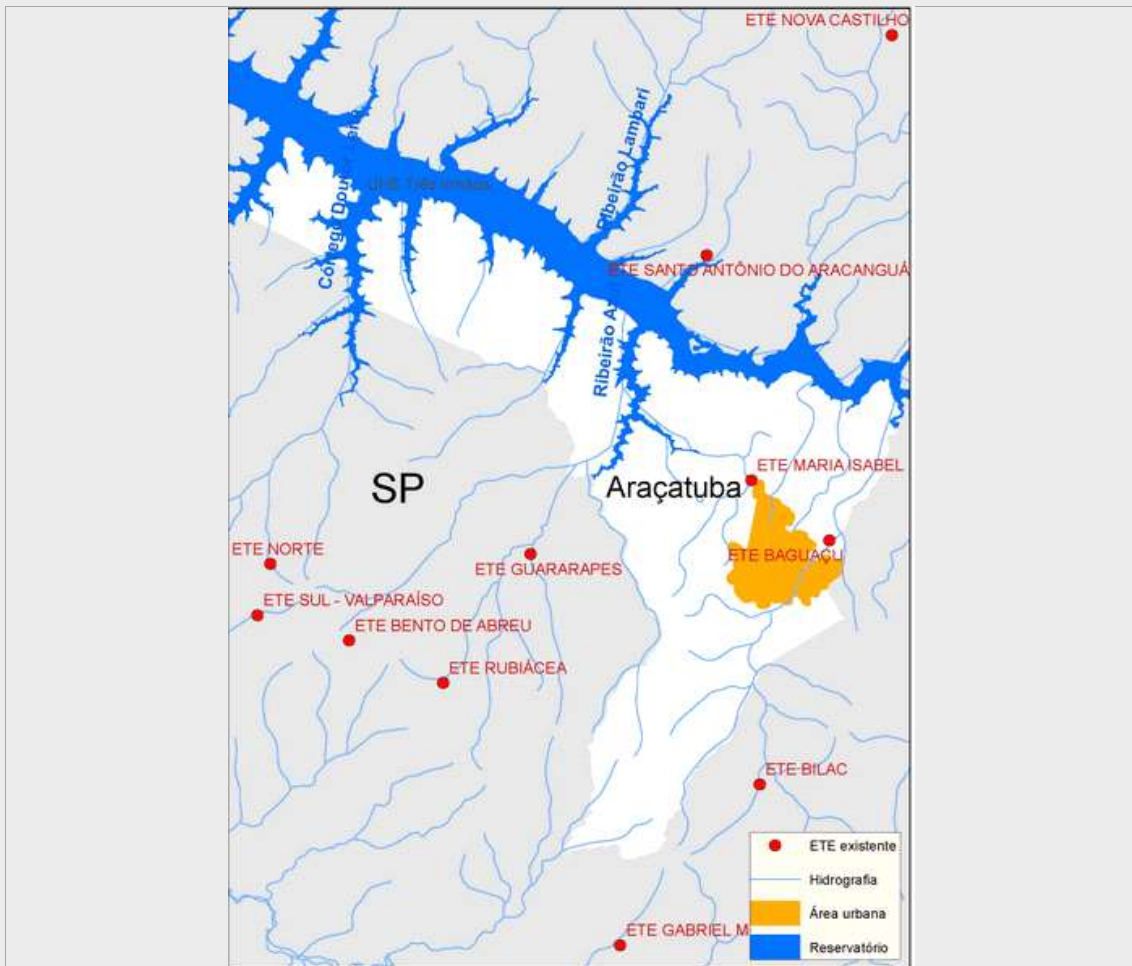 ETE NOVA CASTILHO
Ribeirão Lambari
UHE Três Irmãos
Córrego
ETE SANTO ANTÔNIO DO ARACANGUÁ
Ribeirão
ETE MARIA ISABEL
SP
Araçatuba
ETE BAGUAÇU
ETE NORTE
ETE GUARARAPES
ETE SUL - VALPARAÍSO
ETE BENTO DE ABREU
ETE RUBIÁCEA
ETE BILAC
ETE GABRIEL M
ETE existente
Hidrografia
Área urbana
Reservatório